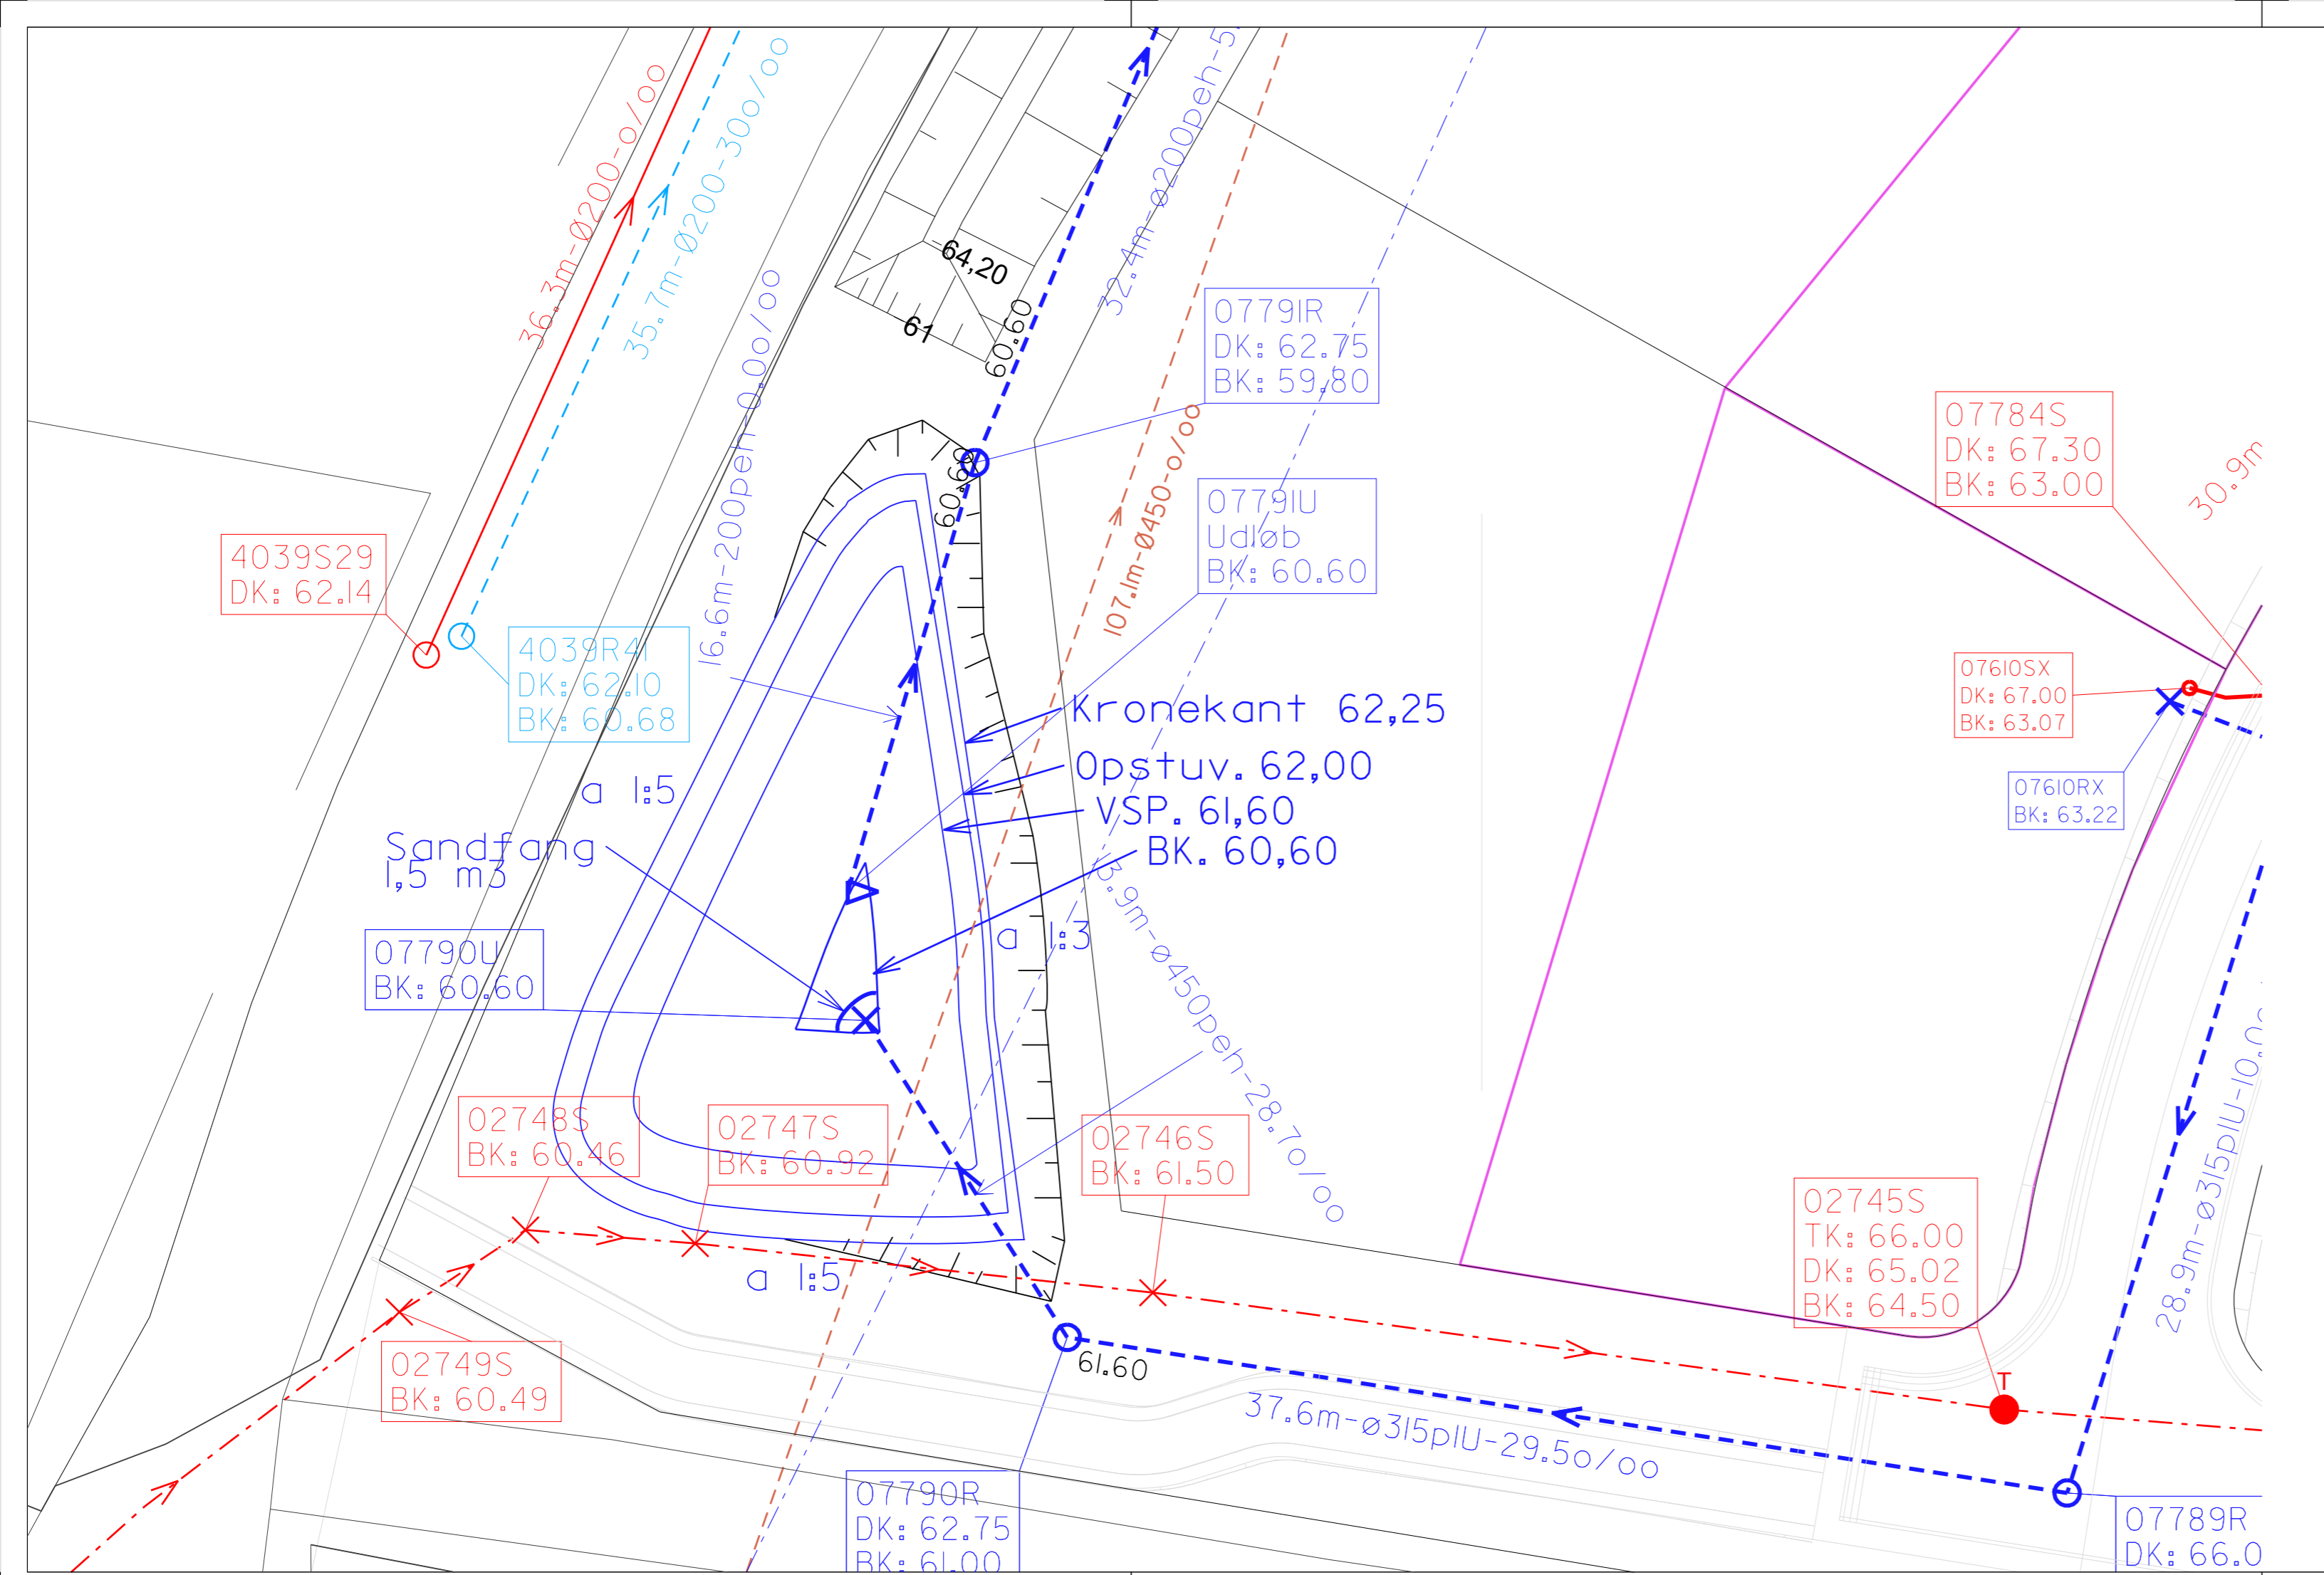 36.3m-Ø200-o/oo
35.7m-Ø200-30o/oo
16.6m-200peh-0.0o/oo
64,20
61
60.60
60.60
32.4m-ø200peh-5
107.1m-Ø450-o/oo
07791R
DK: 62.75
BK: 59.80
07791U
Udløb
BK: 60.60
07784S
DK: 67.30
BK: 63.00
30.9m
4039S29
DK: 62.14
4039R41
DK: 62.10
BK: 60.68
07610SX
DK: 67.00
BK: 63.07
07610RX
BK: 63.22
Kronekant 62,25
Opstuv. 62,00
VSP. 61,60
BK. 60,60
a 1:5
Sandfang
1,5 m3
a 1:3
07790U
BK: 60.60
13.9m-ø450peh-28.7o/oo
02748S
BK: 60.46
02747S
BK: 60.92
02746S
BK: 61.50
02745S
TK: 66.00
DK: 65.02
BK: 64.50
T
28.9m-ø315plU-10.0
a 1:5
02749S
BK: 60.49
61.60
37.6m-ø315plU-29.5o/oo
07790R
DK: 62.75
BK: 61.00
07789R
DK: 66.0